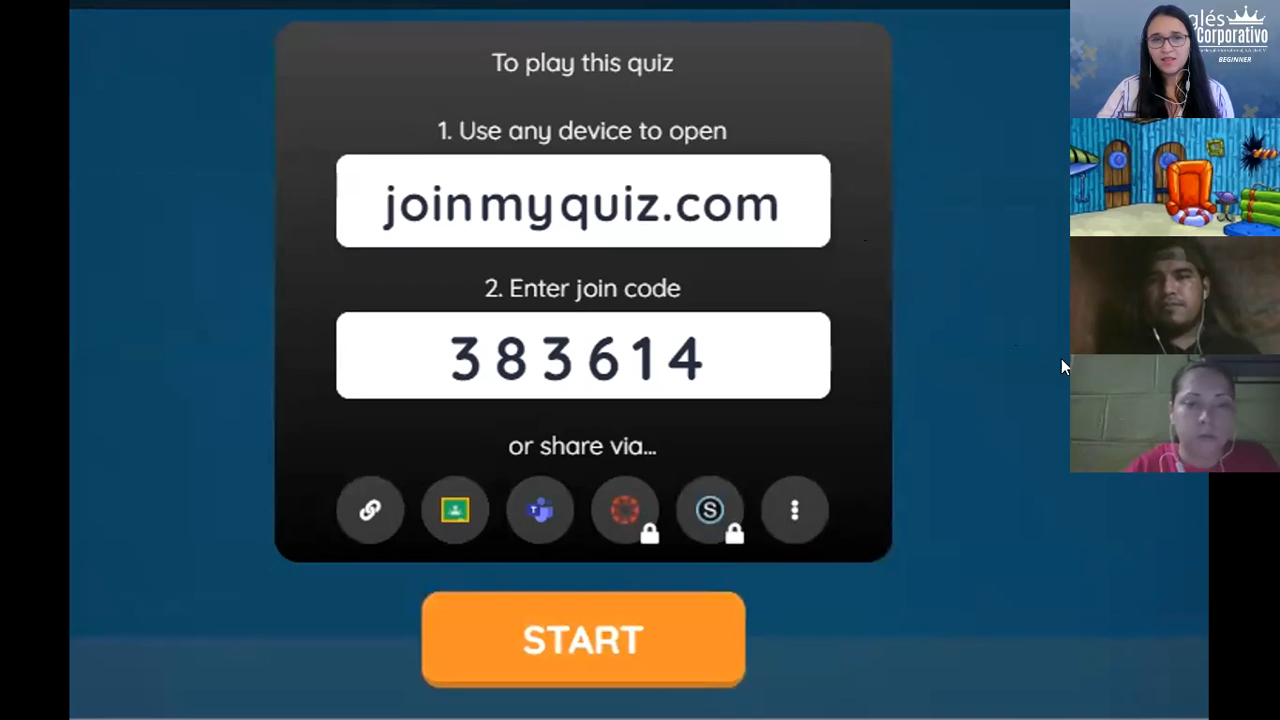 To play this quiz
1. Use any device to open
joinmyquiz.com
2. Enter join code
383614
or share via...
START
glés
Corporativo
BEGINNER